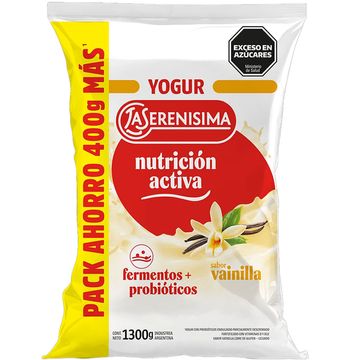 EXCESO EN
AZÚCARES
Ministerio
de Salud
PACK AHORRO 400g MÁS
YOGUR
LA SERENISIMA
nutrición
activa
fermentos +
probióticos
sabor
vainilla
CONT.
NETO
1300g
INDUSTRIA
ARGENTINA